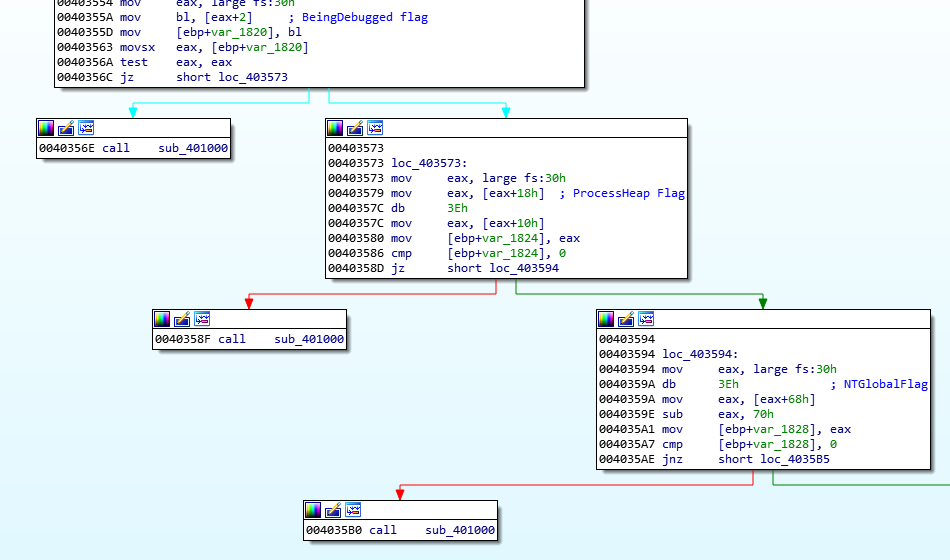 00403554 mov     eax, large fs:30h
0040355A mov     bl, [eax+2]     ; BeingDebugged flag
0040355D mov     [ebp+var_1820], bl
00403563 movsx   eax, [ebp+var_1820]
0040356A test    eax, eax
0040356C jz      short loc_403573
0040356E call    sub_401000
00403573
00403573 loc_403573:
00403573 mov     eax, large fs:30h
00403579 mov     eax, [eax+18h]  ; ProcessHeap Flag
0040357C db      3Eh
0040357C mov     eax, [eax+10h]
00403580 mov     [ebp+var_1824], eax
00403586 cmp     [ebp+var_1824], 0
0040358D jz      short loc_403594
0040358F call    sub_401000
00403594
00403594 loc_403594:
00403594 mov     eax, large fs:30h
0040359A db      3Eh             ; NTGlobalFlag
0040359A mov     eax, [eax+68h]
0040359E sub     eax, 70h
004035A1 mov     [ebp+var_1828], eax
004035A7 cmp     [ebp+var_1828], 0
004035AE jnz     short loc_4035B5
004035B0 call    sub_401000